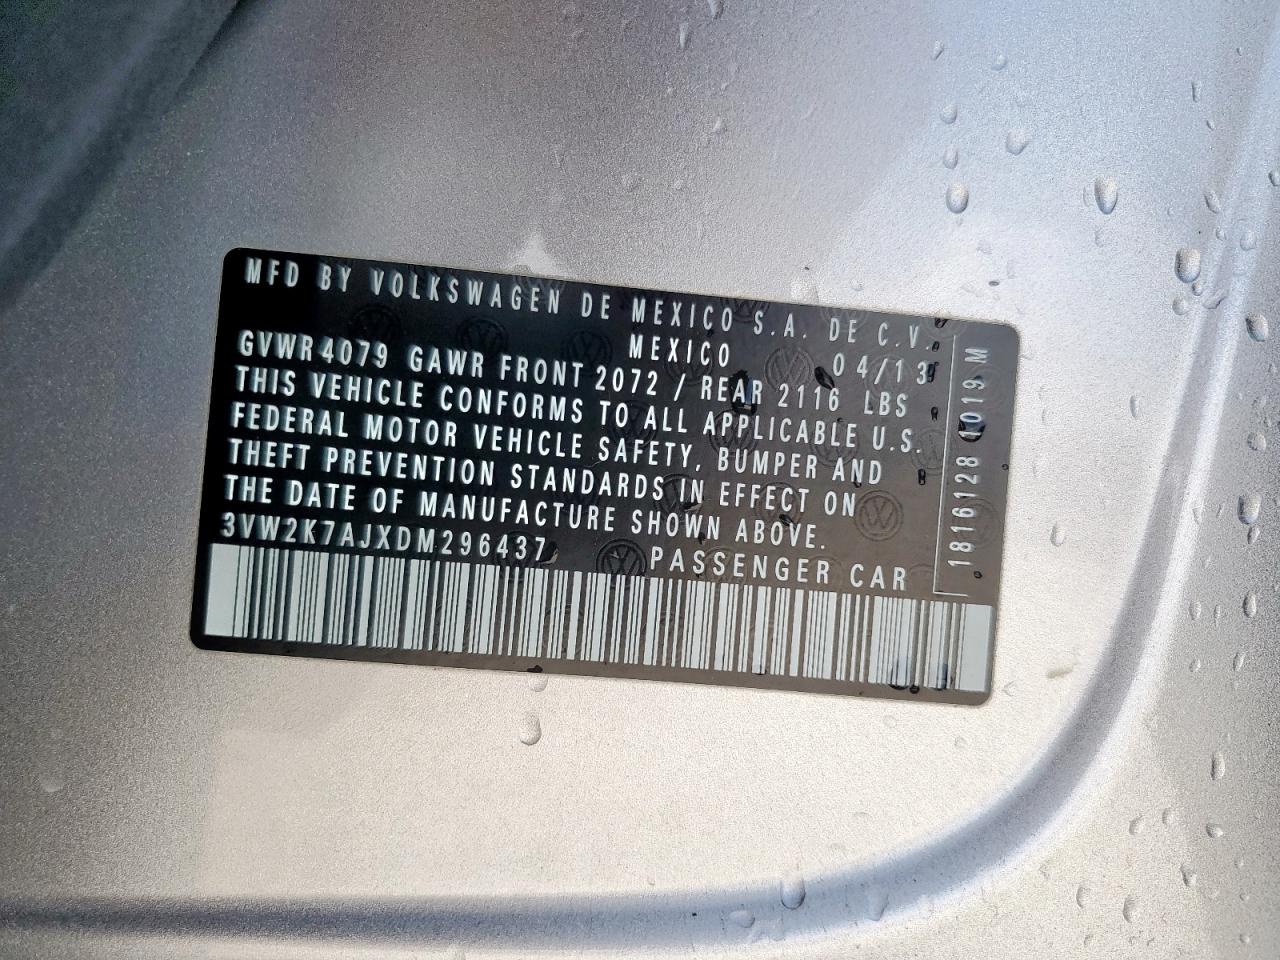 MFD BY VOLKSWAGEN DE MEXICO S.A. DE C.V.
MEXICO 04/13
GVWR 4079 GAWR FRONT 2072 / REAR 2116 LBS
THIS VEHICLE CONFORMS TO ALL APPLICABLE U.S.
FEDERAL MOTOR VEHICLE SAFETY, BUMPER AND
THEFT PREVENTION STANDARDS IN EFFECT ON
THE DATE OF MANUFACTURE SHOWN ABOVE.
3VW2K7AJXDM296437 PASSENGER CAR
1816128 1019 M